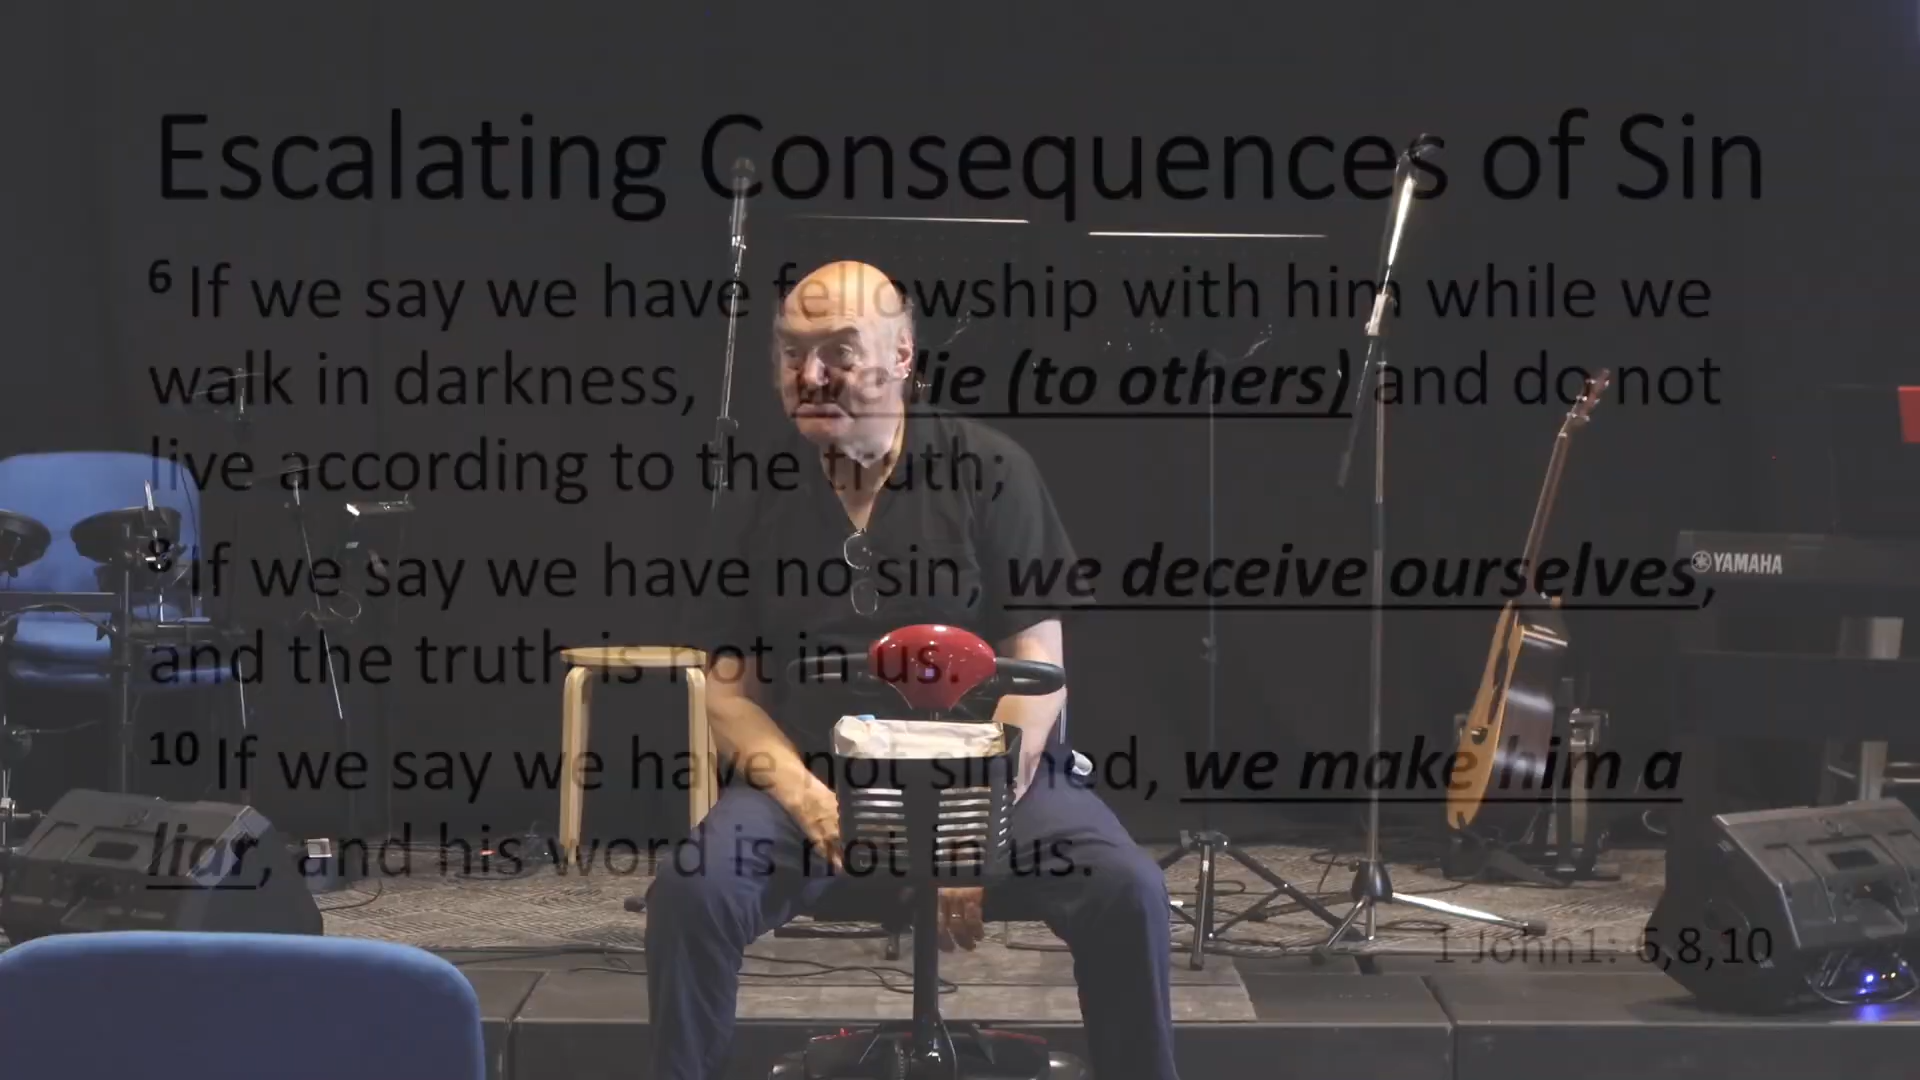 Escalating Consequences of Sin
6 If we say we have fellowship with him while we
walk in darkness, lie (to others) and do not
live according to the truth;
8 If we say we have no sin, we deceive ourselves,
and the truth is not in us.
10 If we say we have not sinned, we make him a
liar, and his word is not in us.
1 John1: 6,8,10
YAMAHA